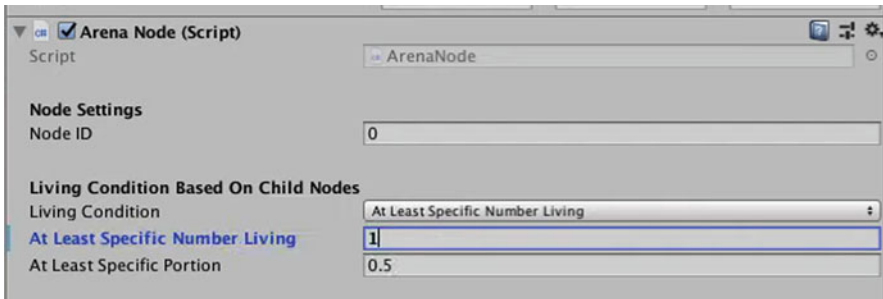 Arena Node (Script)
Script ArenaNode
Node Settings
Node ID 0
Living Condition Based On Child Nodes
Living Condition At Least Specific Number Living
At Least Specific Number Living 1
At Least Specific Portion 0.5